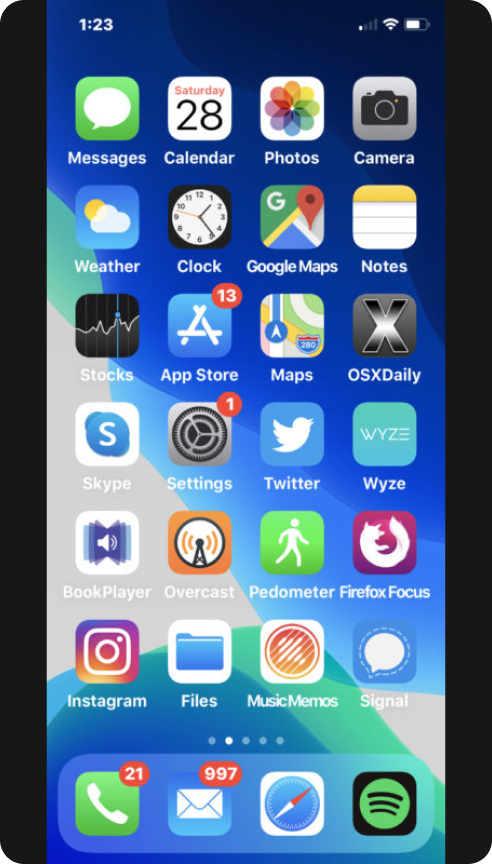 1:23
Saturday
28
Messages Calendar Photos Camera
G
Weather Clock Google Maps Notes
13
280
X
Stocks App Store Maps OSXDaily
1
S
WYZE
Skype Settings Twitter Wyze
BookPlayer Overcast Pedometer Firefox Focus
Instagram Files Music Memos Signal
21 997